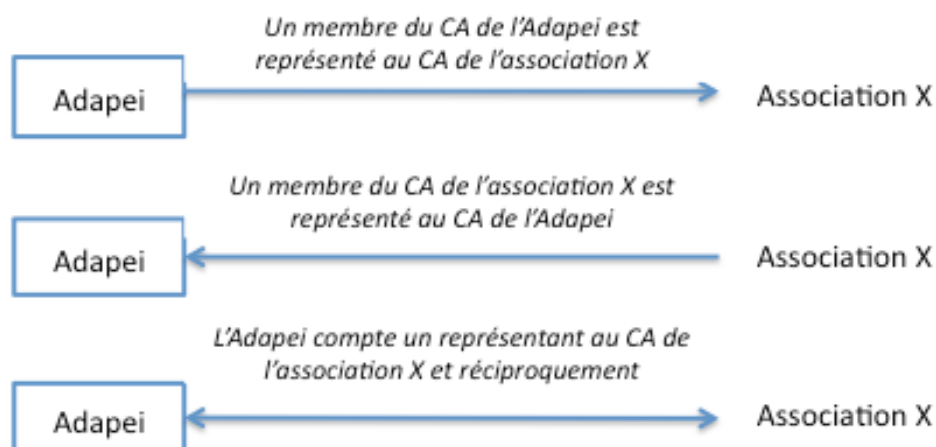 Un membre du CA de l'Adapei est
représenté au CA de l'association X
Adapei
Association X
Un membre du CA de l'association X est
représenté au CA de l'Adapei
Adapei
Association X
L'Adapei compte un représentant au CA de
l'association X et réciproquement
Adapei
Association X